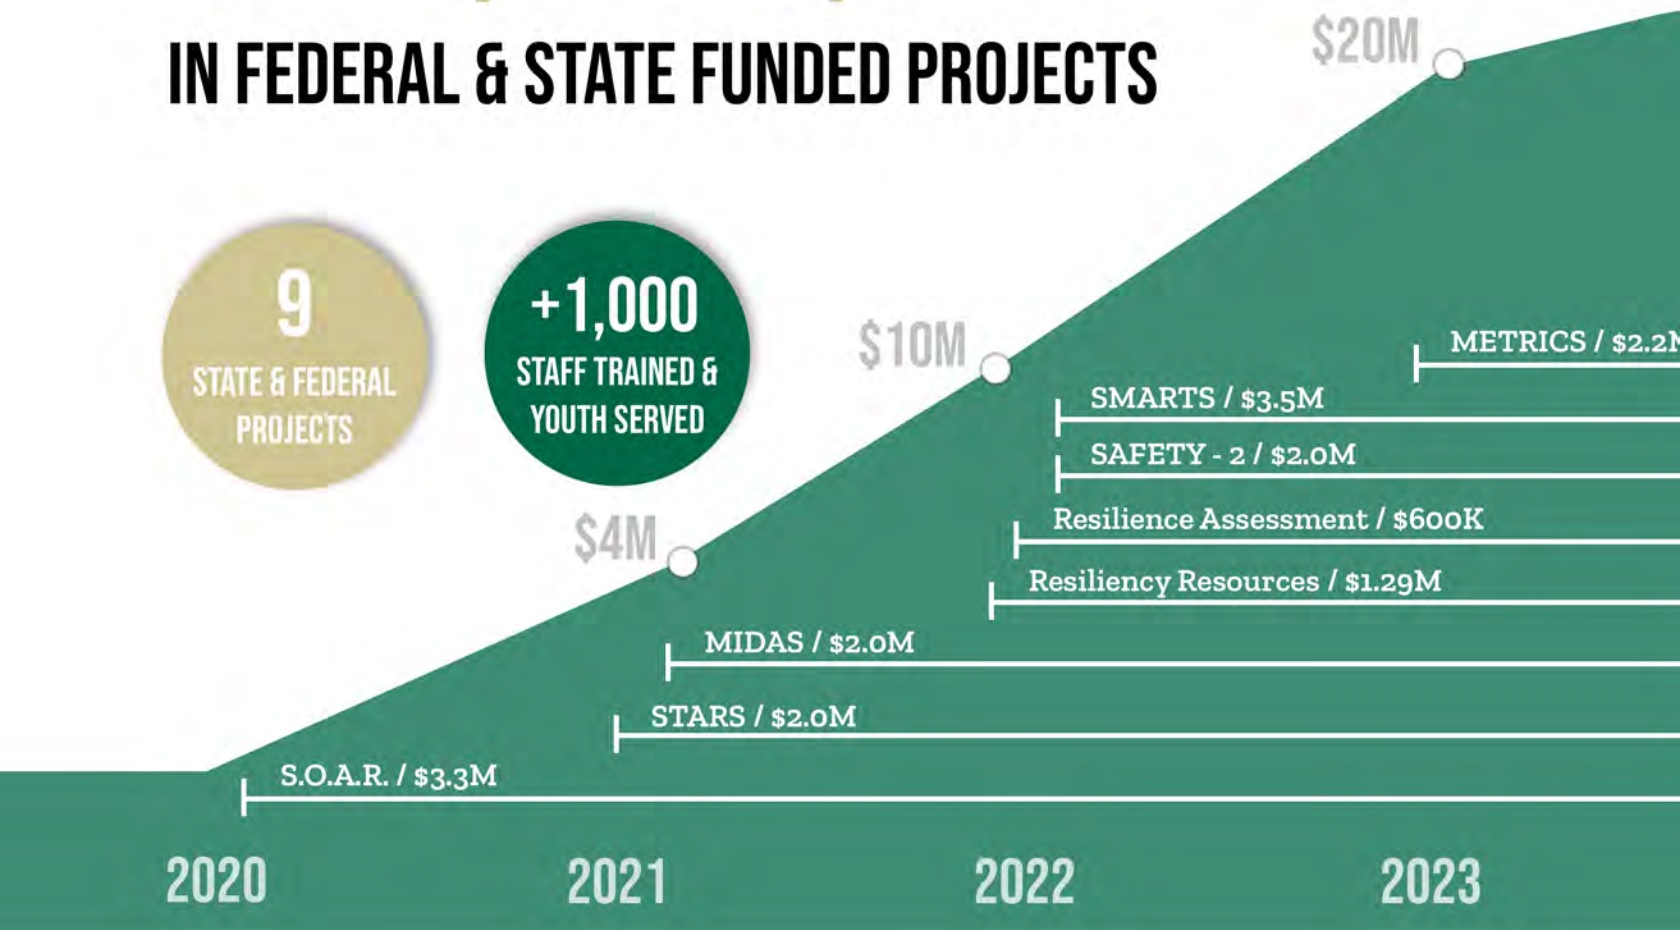 IN FEDERAL & STATE FUNDED PROJECTS
$20M
9
STATE & FEDERAL
PROJECTS
+1,000
STAFF TRAINED &
YOUTH SERVED
$10M
METRICS / $2.2M
SMARTS / $3.5M
SAFETY - 2 / $2.0M
$4M
Resilience Assessment / $600K
Resiliency Resources / $1.29M
MIDAS / $2.0M
STARS / $2.0M
S.O.A.R. / $3.3M
2020
2021
2022
2023